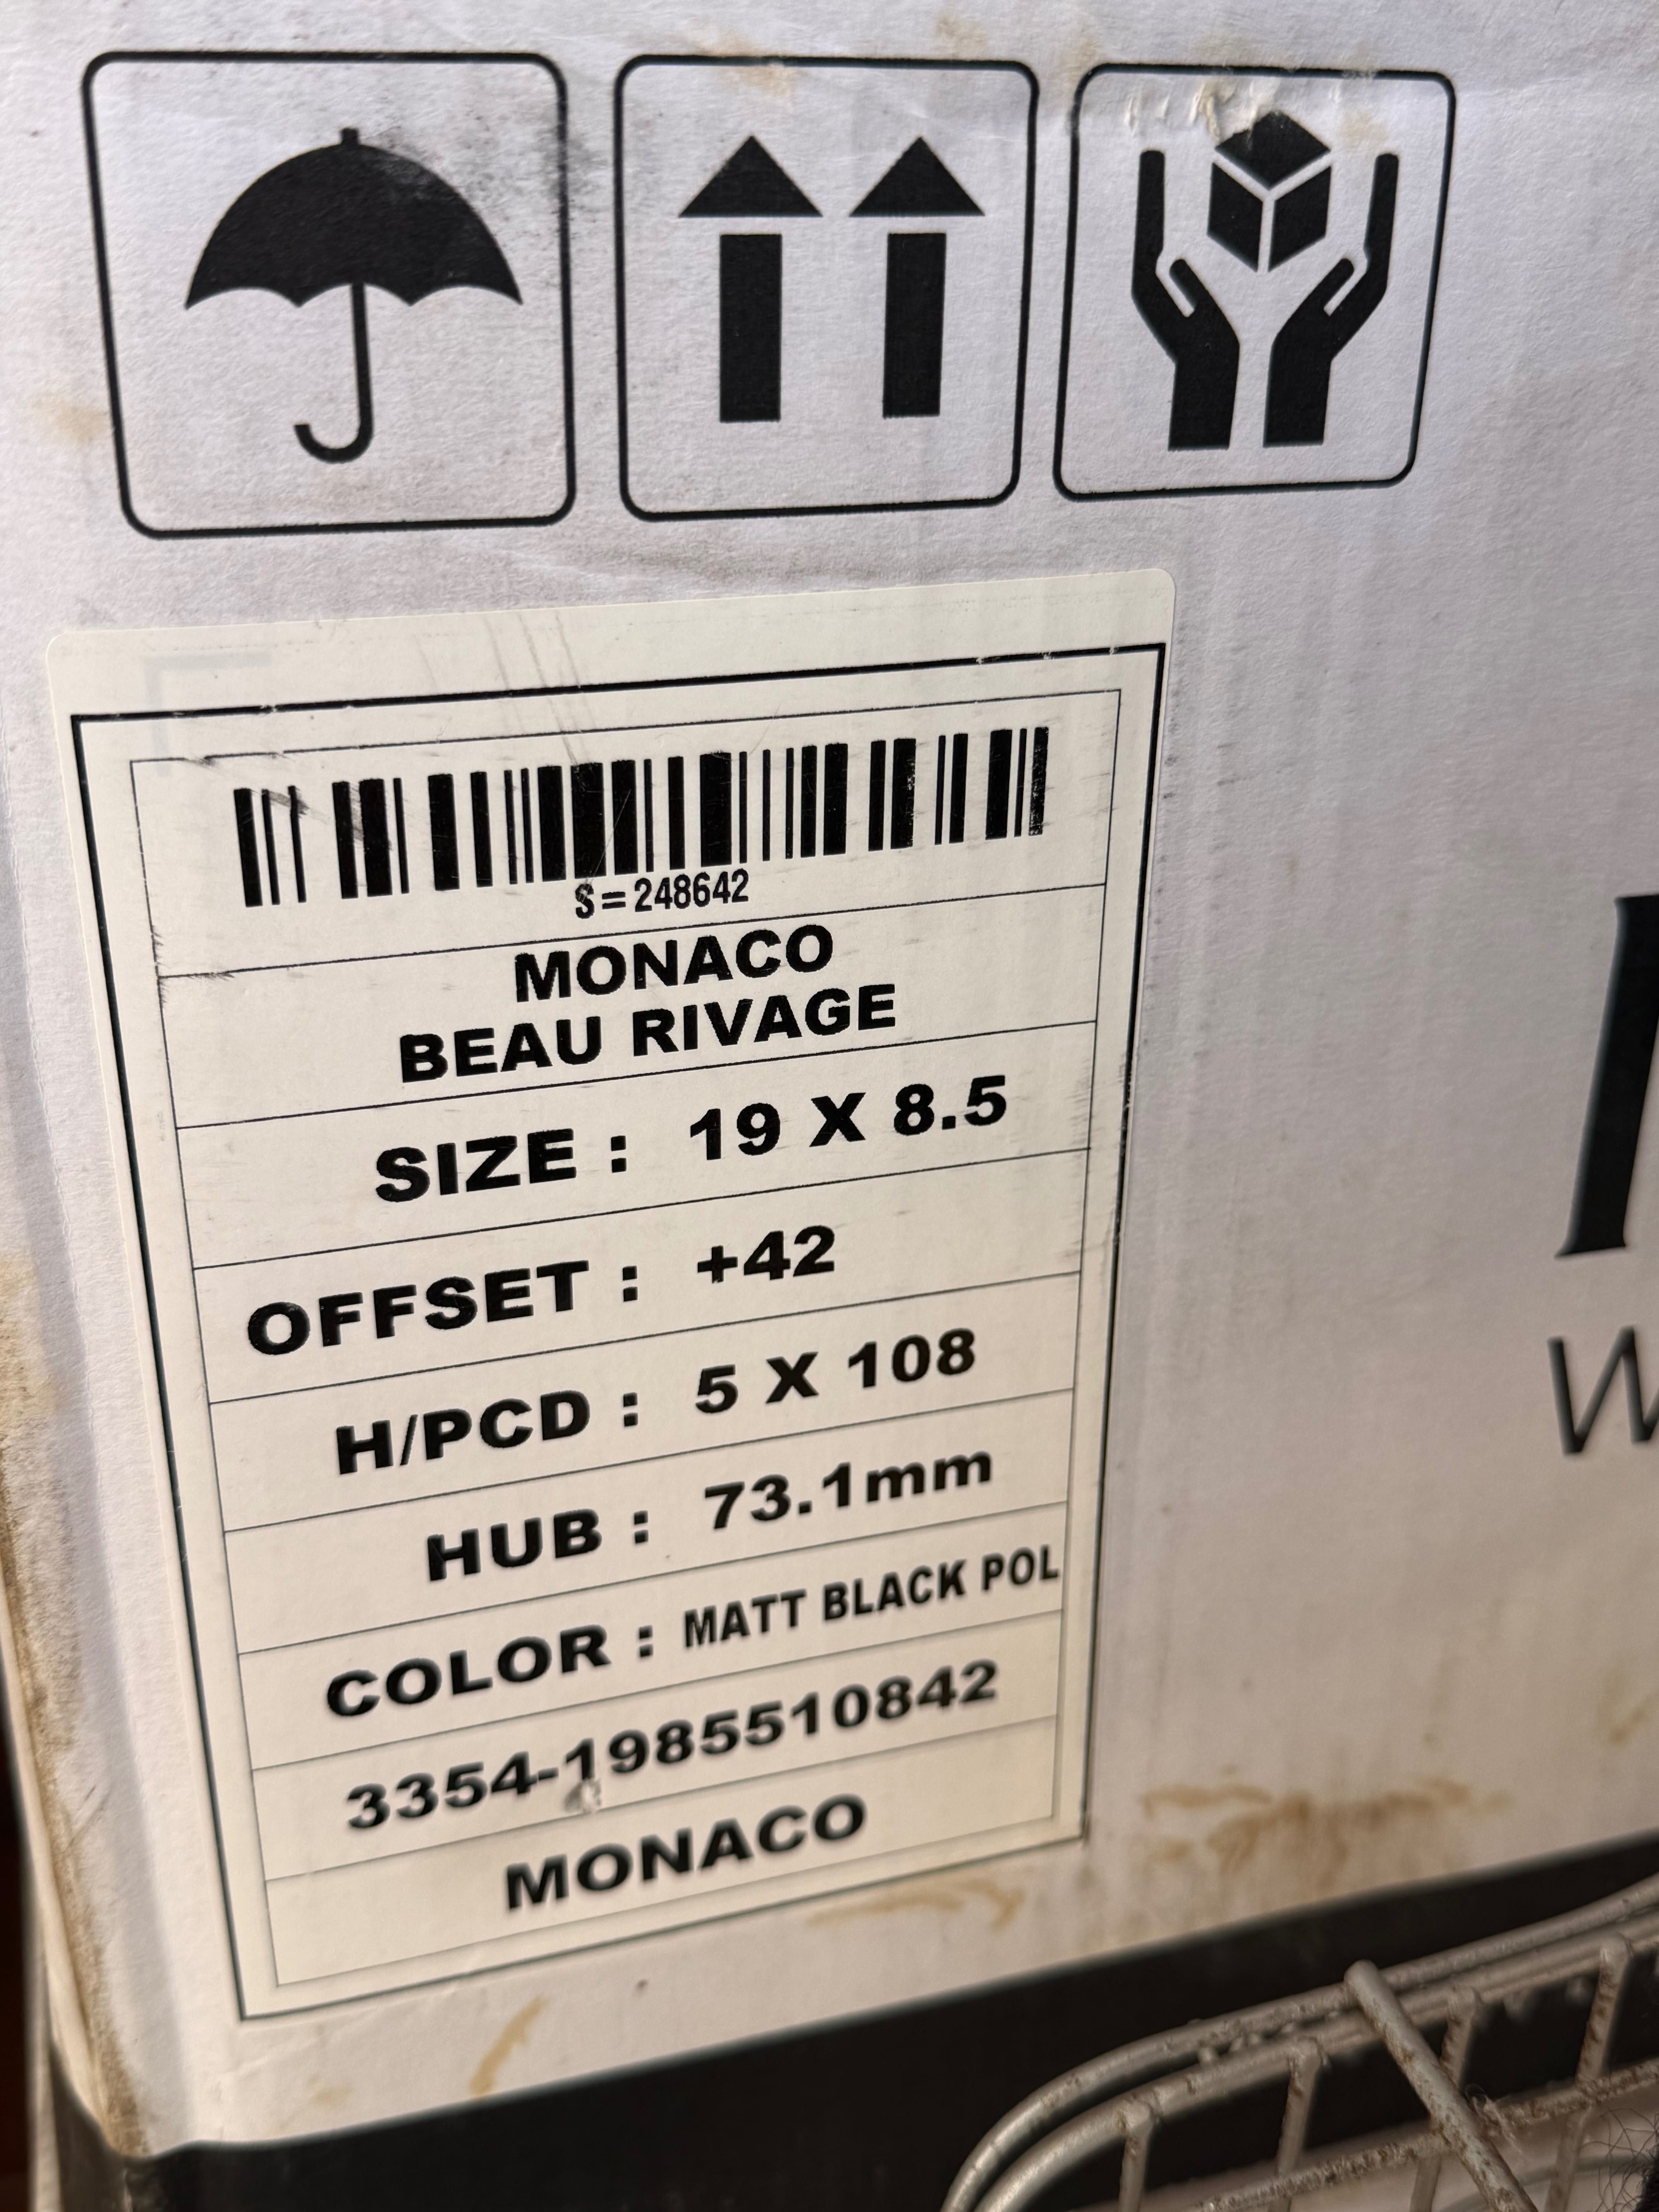 S=248642
MONACO
BEAU RIVAGE
SIZE : 19 X 8.5
OFFSET : +42
H/PCD : 5 X 108
HUB : 73.1mm
COLOR : MATT BLACK POL
3354-1985510842
MONACO